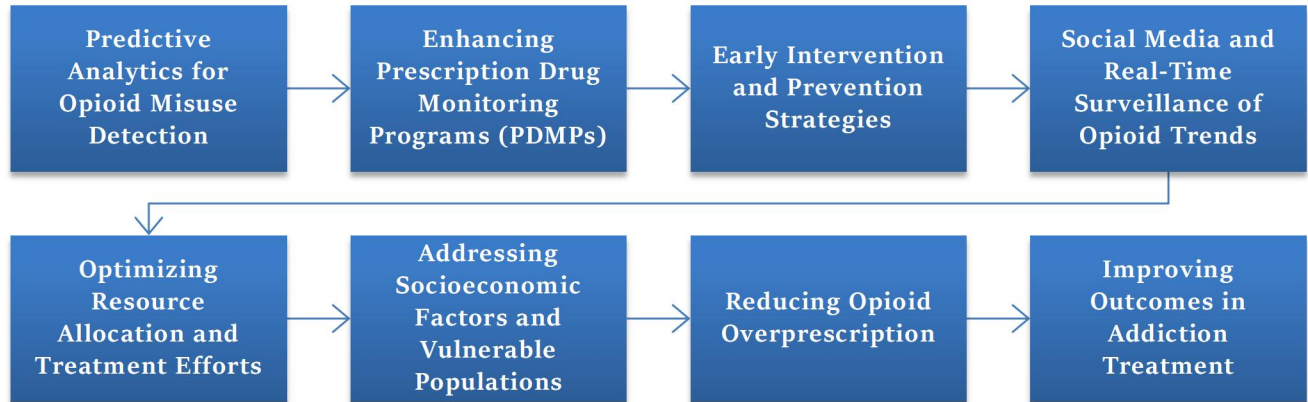 Predictive
Analytics for
Opioid Misuse
Detection
Enhancing
Prescription Drug
Monitoring
Programs (PDMPs)
Early Intervention
and Prevention
Strategies
Social Media and
Real-Time
Surveillance of
Opioid Trends
Optimizing
Resource
Allocation and
Treatment Efforts
Addressing
Socioeconomic
Factors and
Vulnerable
Populations
Reducing Opioid
Overprescription
Improving
Outcomes in
Addiction
Treatment